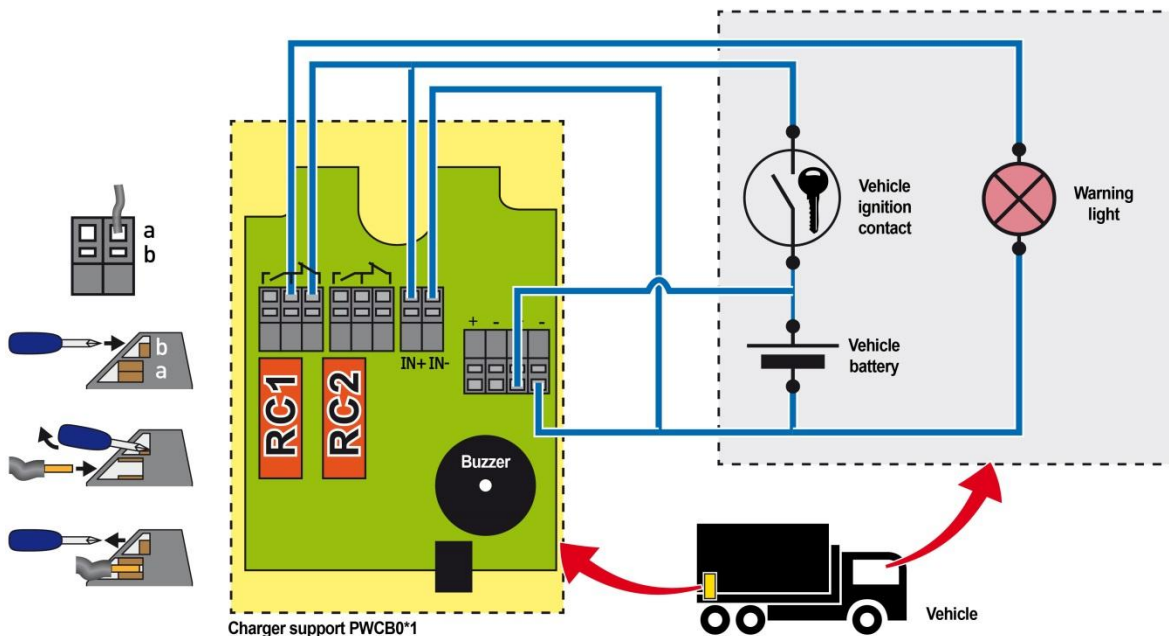 a
b
b
a
RC1
RC2
IN+ IN-
+ - + -
Buzzer
Vehicle
ignition
contact
Warning
light
Vehicle
battery
Vehicle
Charger support PWCB0*1